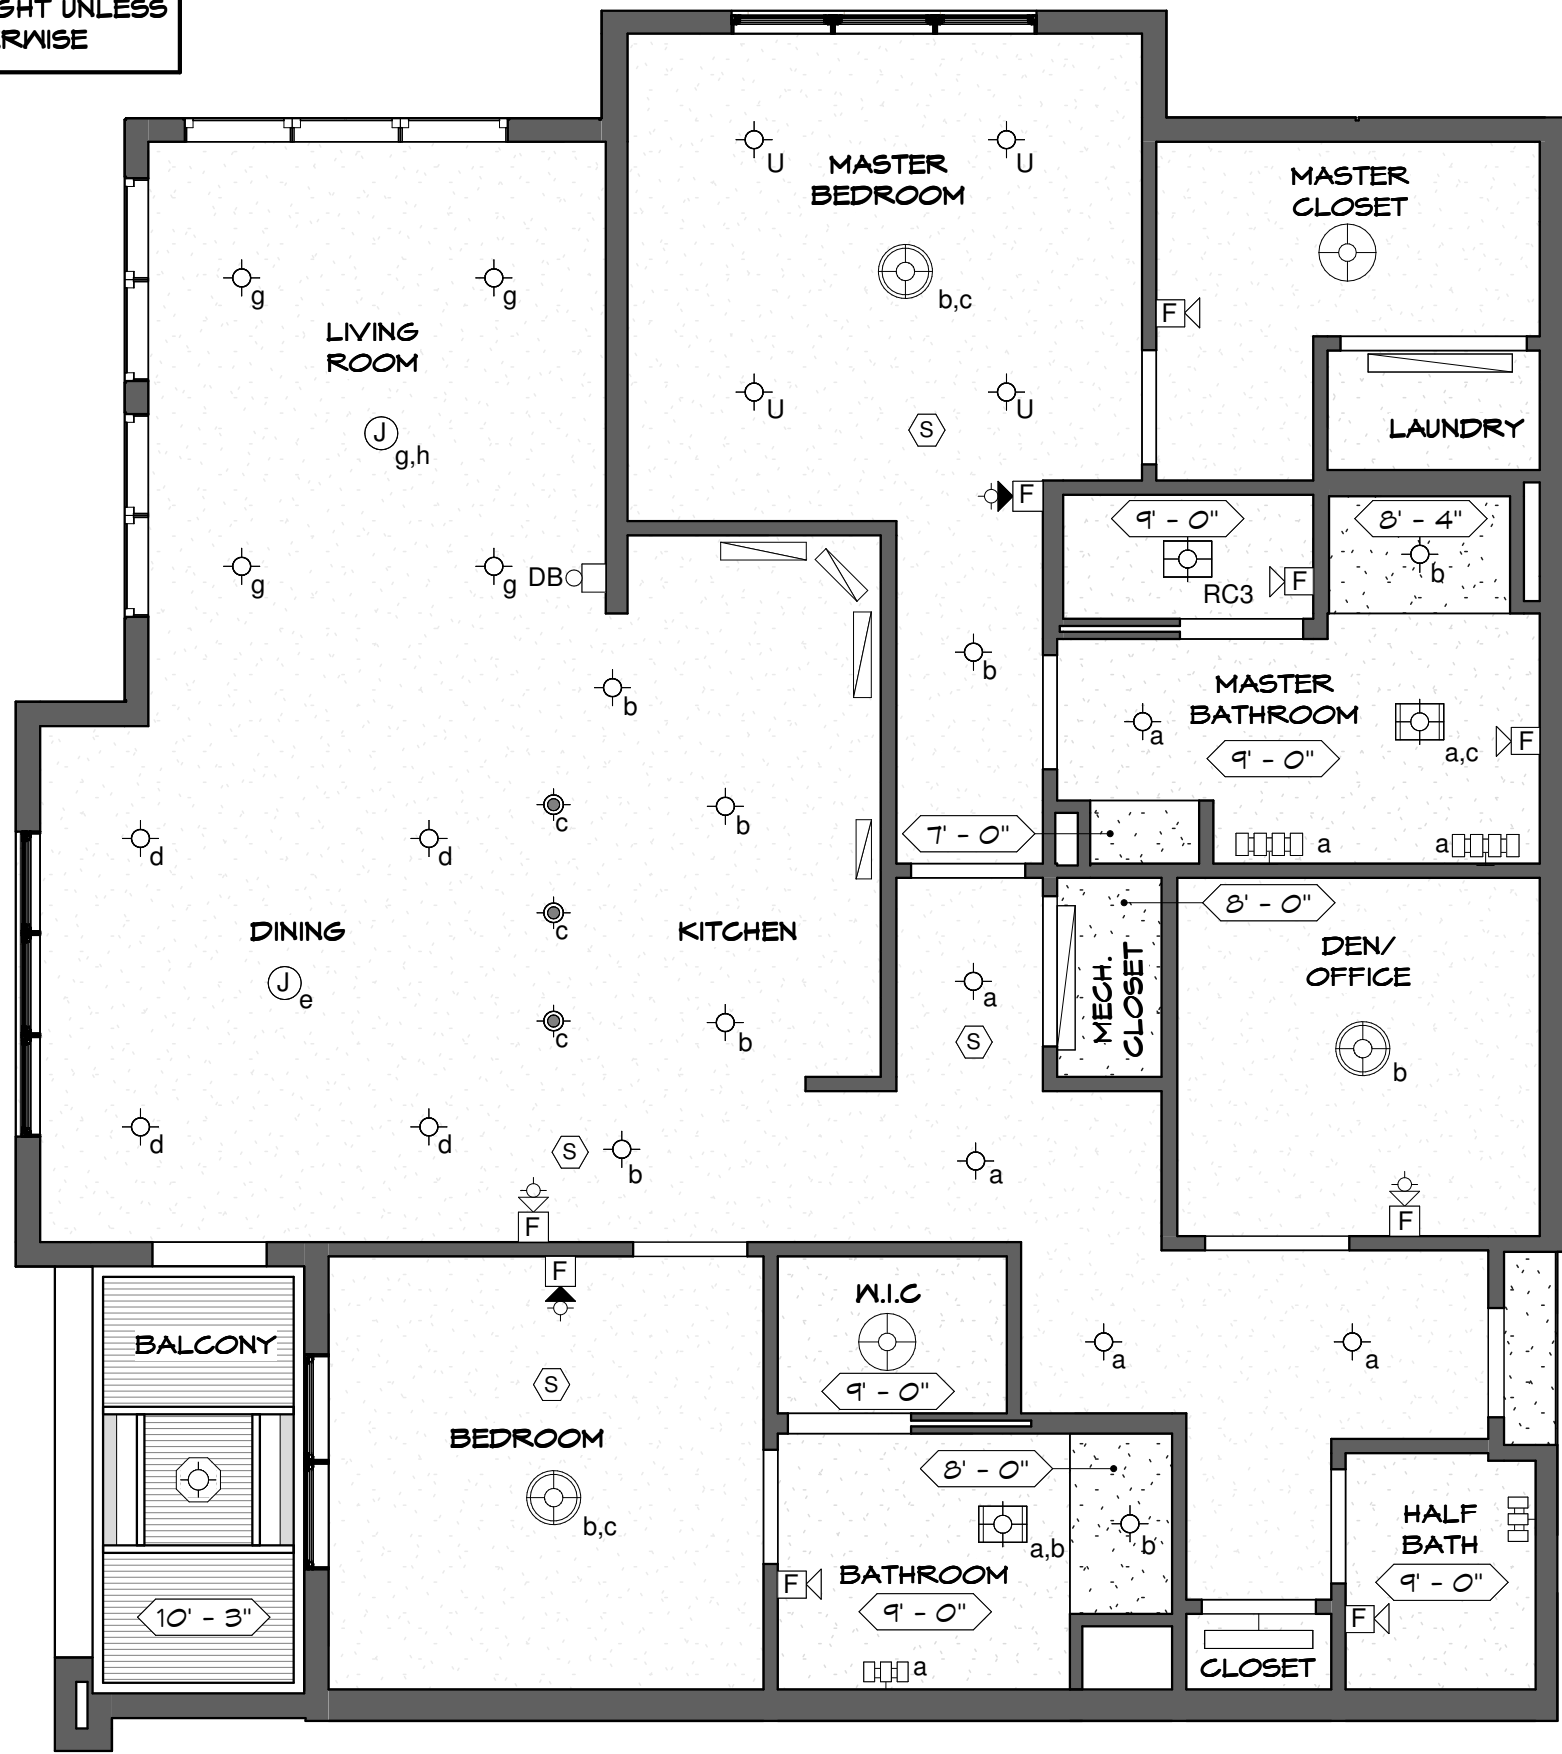 GHT UNLESS
RWISE
U
U
MASTER
BEDROOM
MASTER
CLOSET
b,c
F
g
g
LIVING
ROOM
U
U
S
LAUNDRY
J
g,h
F
9' - 0"
8' - 4"
b
g
g
DB
RC3
F
b
b
MASTER
BATHROOM
a
9' - 0"
a,c
F
c
b
7' - 0"
d
d
a
a
8' - 0"
DINING
c
KITCHEN
DEN/
OFFICE
MECH.
CLOSET
J
e
a
S
c
b
b
d
d
S
b
a
F
F
F
BALCONY
S
W.I.C
9' - 0"
a
a
BEDROOM
b,c
8' - 0"
a,b
b
HALF
BATH
9' - 0"
F
BATHROOM
9' - 0"
10' - 3"
F
a
CLOSET